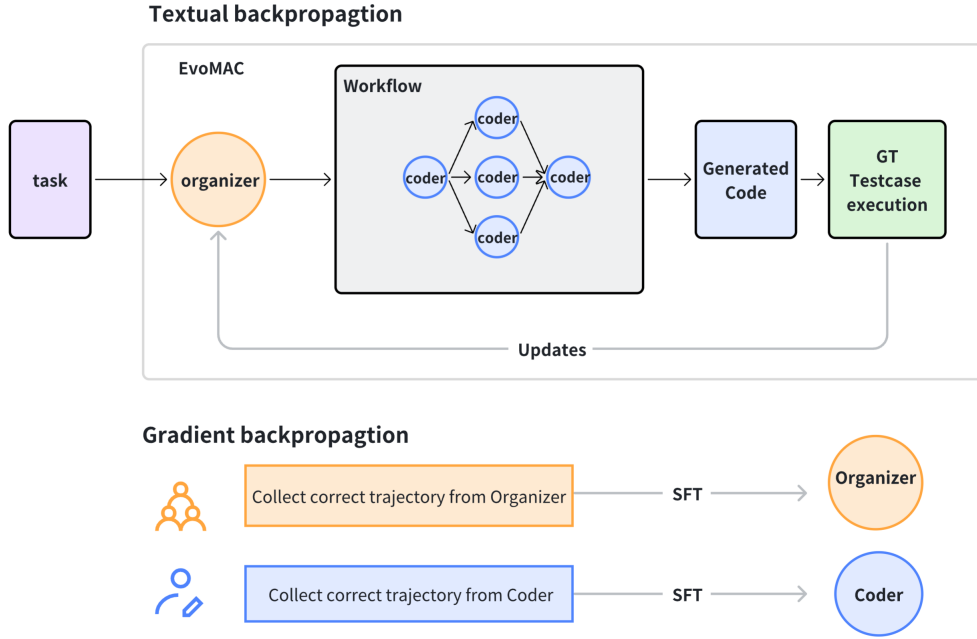 Textual backpropagtion
EvoMAC
Workflow
task
organizer
coder
coder
coder
coder
coder
Generated
Code
GT
Testcase
execution
Updates
Gradient backpropagtion
Collect correct trajectory from Organizer
SFT
Organizer
Collect correct trajectory from Coder
SFT
Coder